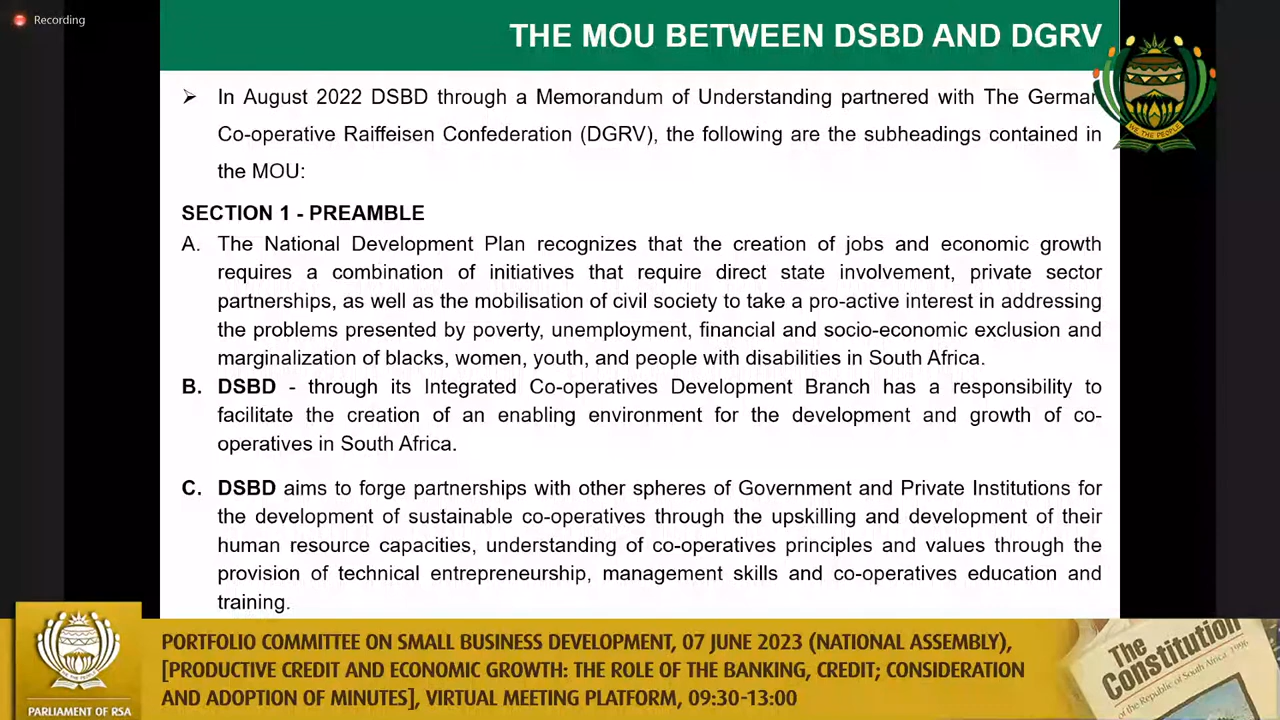 Recording
THE MOU BETWEEN DSBD AND DGRV
➢ In August 2022 DSBD through a Memorandum of Understanding partnered with The German
Co-operative Raiffeisen Confederation (DGRV), the following are the subheadings contained in
the MOU:
WE, THE PEOPLE
SECTION 1 - PREAMBLE
A. The National Development Plan recognizes that the creation of jobs and economic growth
requires a combination of initiatives that require direct state involvement, private sector
partnerships, as well as the mobilisation of civil society to take a pro-active interest in addressing
the problems presented by poverty, unemployment, financial and socio-economic exclusion and
marginalization of blacks, women, youth, and people with disabilities in South Africa.
B. DSBD - through its Integrated Co-operatives Development Branch has a responsibility to
facilitate the creation of an enabling environment for the development and growth of co-
operatives in South Africa.
C. DSBD aims to forge partnerships with other spheres of Government and Private Institutions for
the development of sustainable co-operatives through the upskilling and development of their
human resource capacities, understanding of co-operatives principles and values through the
provision of technical entrepreneurship, management skills and co-operatives education and
training.
PARLIAMENT OF RSA
PORTFOLIO COMMITTEE ON SMALL BUSINESS DEVELOPMENT, 07 JUNE 2023 (NATIONAL ASSEMBLY),
[PRODUCTIVE CREDIT AND ECONOMIC GROWTH: THE ROLE OF THE BANKING, CREDIT; CONSIDERATION
AND ADOPTION OF MINUTES], VIRTUAL MEETING PLATFORM, 09:30-13:00
The
Constitution
of the Republic of South Africa, 1996